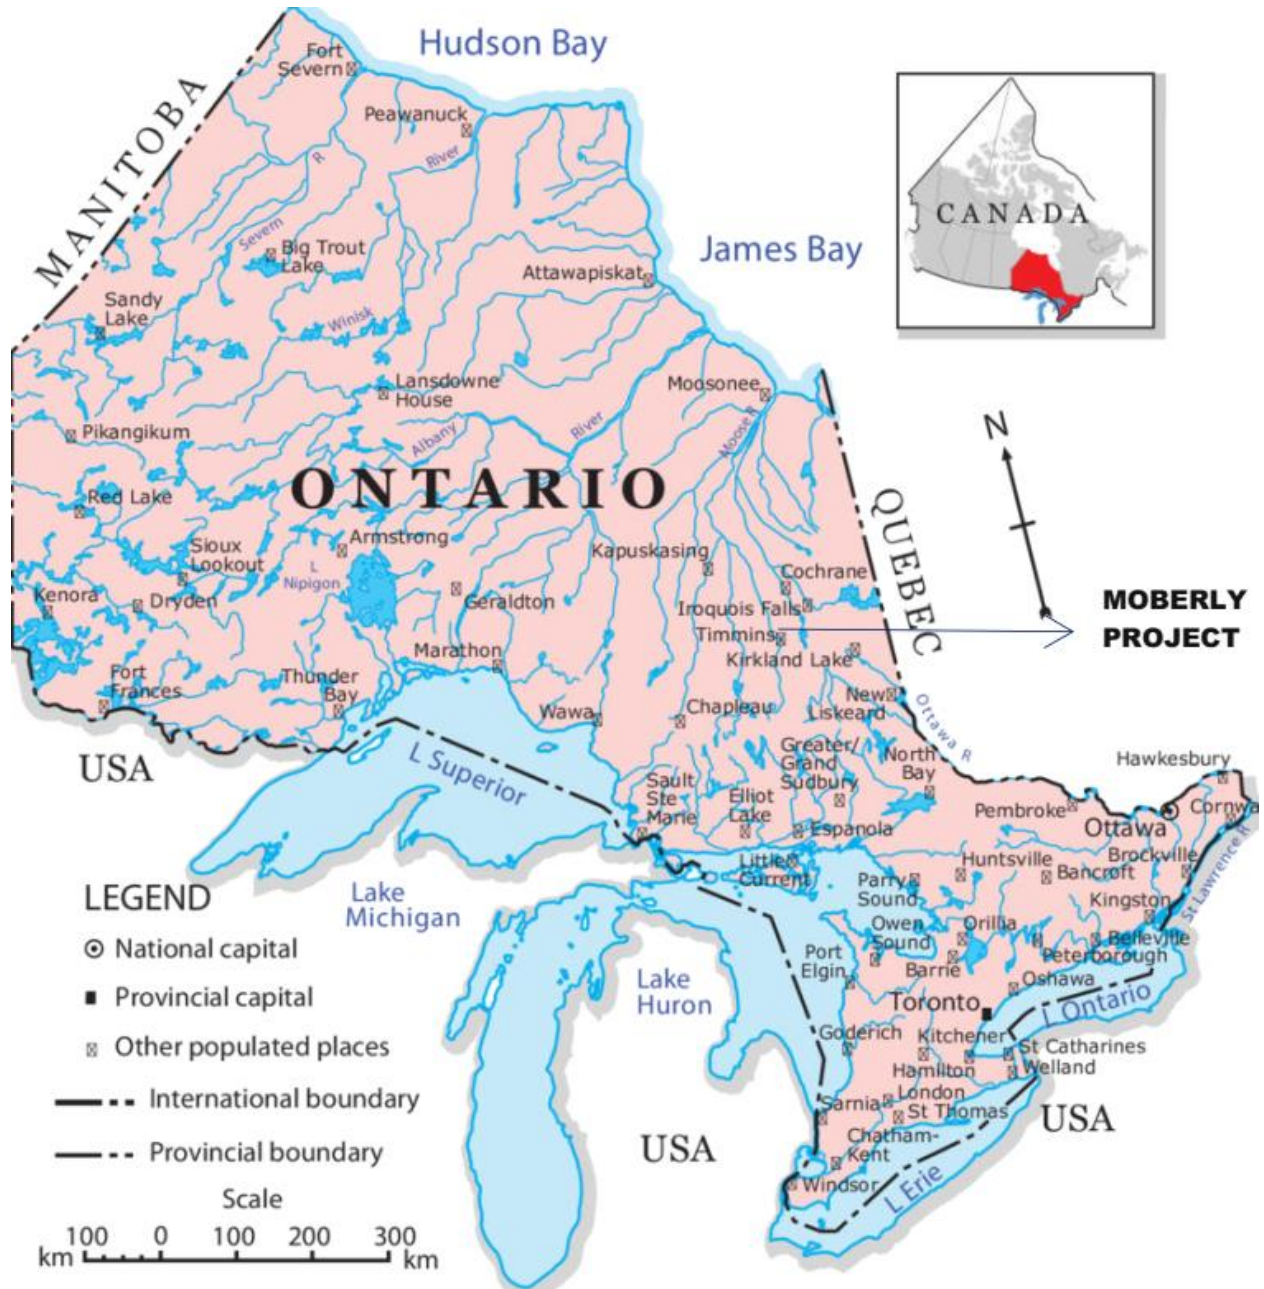 Hudson Bay
Fort
Severn
Peawanuck
River
R
MANITOBA
Severn
Big Trout
Lake
CANADA
James Bay
Attawapiskat
Sandy
Lake
Winisk
Lansdowne
House
Moosonee
Moose R
Albany
River
Pikangikum
N
ONTARIO
Red Lake
QUEBEC
Armstrong
Sioux
Lookout
Kapuskasing
L
Nipigon
Cochrane
Kenora
Dryden
Geraldton
Iroquois Falls
Timmins
Kirkland Lake
MOBERLY
PROJECT
Marathon
Fort
Frances
Thunder
Bay
New
Liskeard
Ottawa R
Wawa
Chapleau
USA
L Superior
Greater/
Grand
Sudbury
North
Bay
Hawkesbury
Sault
Ste
Marie
Elliot
Lake
Espanola
Pembroke
Ottawa
Cornwa
Little
Current
Huntsville
Bancroft
Brockville
St Lawrence R
Parry
Sound
Kingston
LEGEND
Lake
Michigan
Owen
Sound
Orillia
Belleville
National capital
Port
Elgin
Barrie
Peterborough
Lake
Huron
Oshawa
Provincial capital
Toronto
L Ontario
Other populated places
Goderich
Kitchener
St Catharines
Hamilton
Welland
International boundary
London
Sarnia
St Thomas
USA
USA
Provincial boundary
Chatham-
Kent
Windsor
L Erie
Scale
100 0 100 200 300
km km